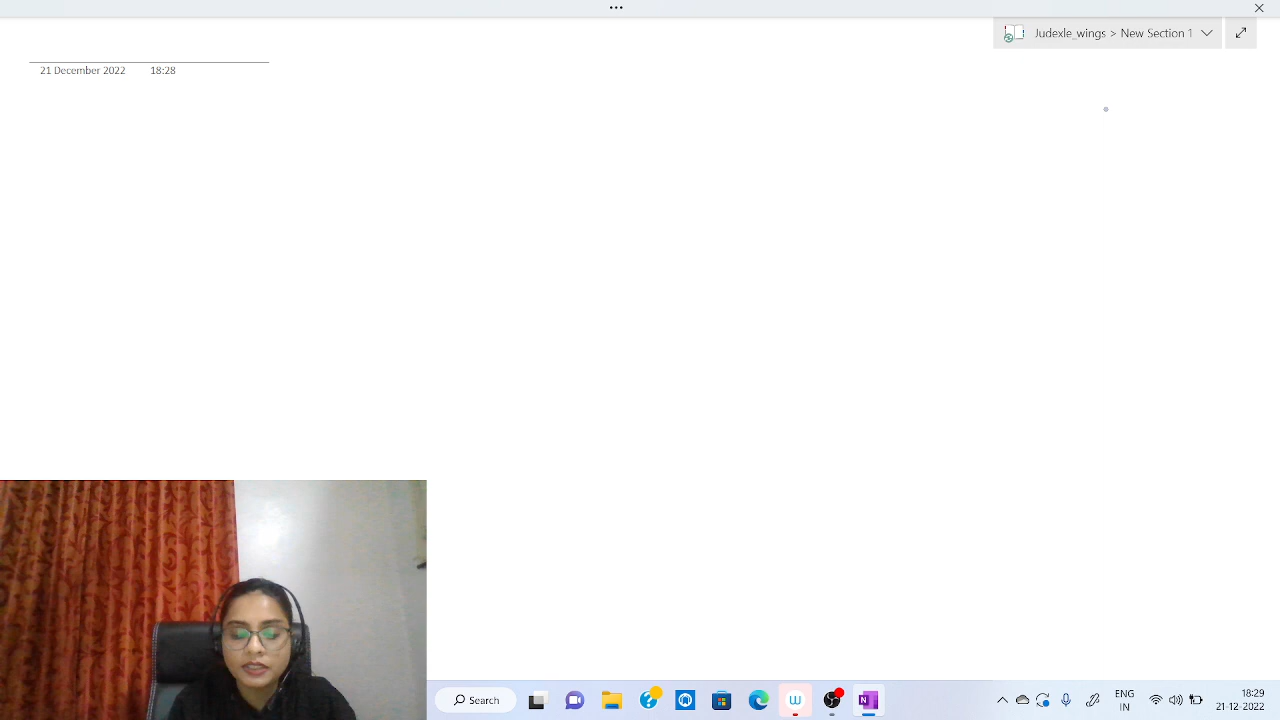 Judexle_wings > New Section 1
21 December 2022 18:28
Search
ENG
IN
18:29
21-12-2022